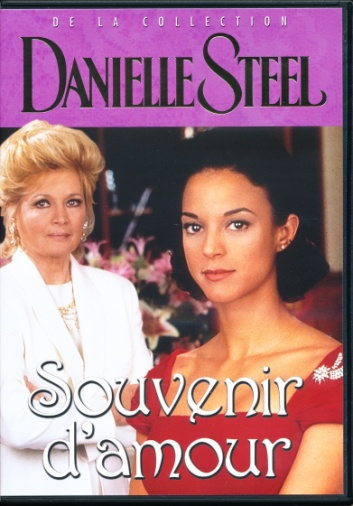 DE LA COLLECTION
DANIELLE STEEL
Souvenir
d'amour